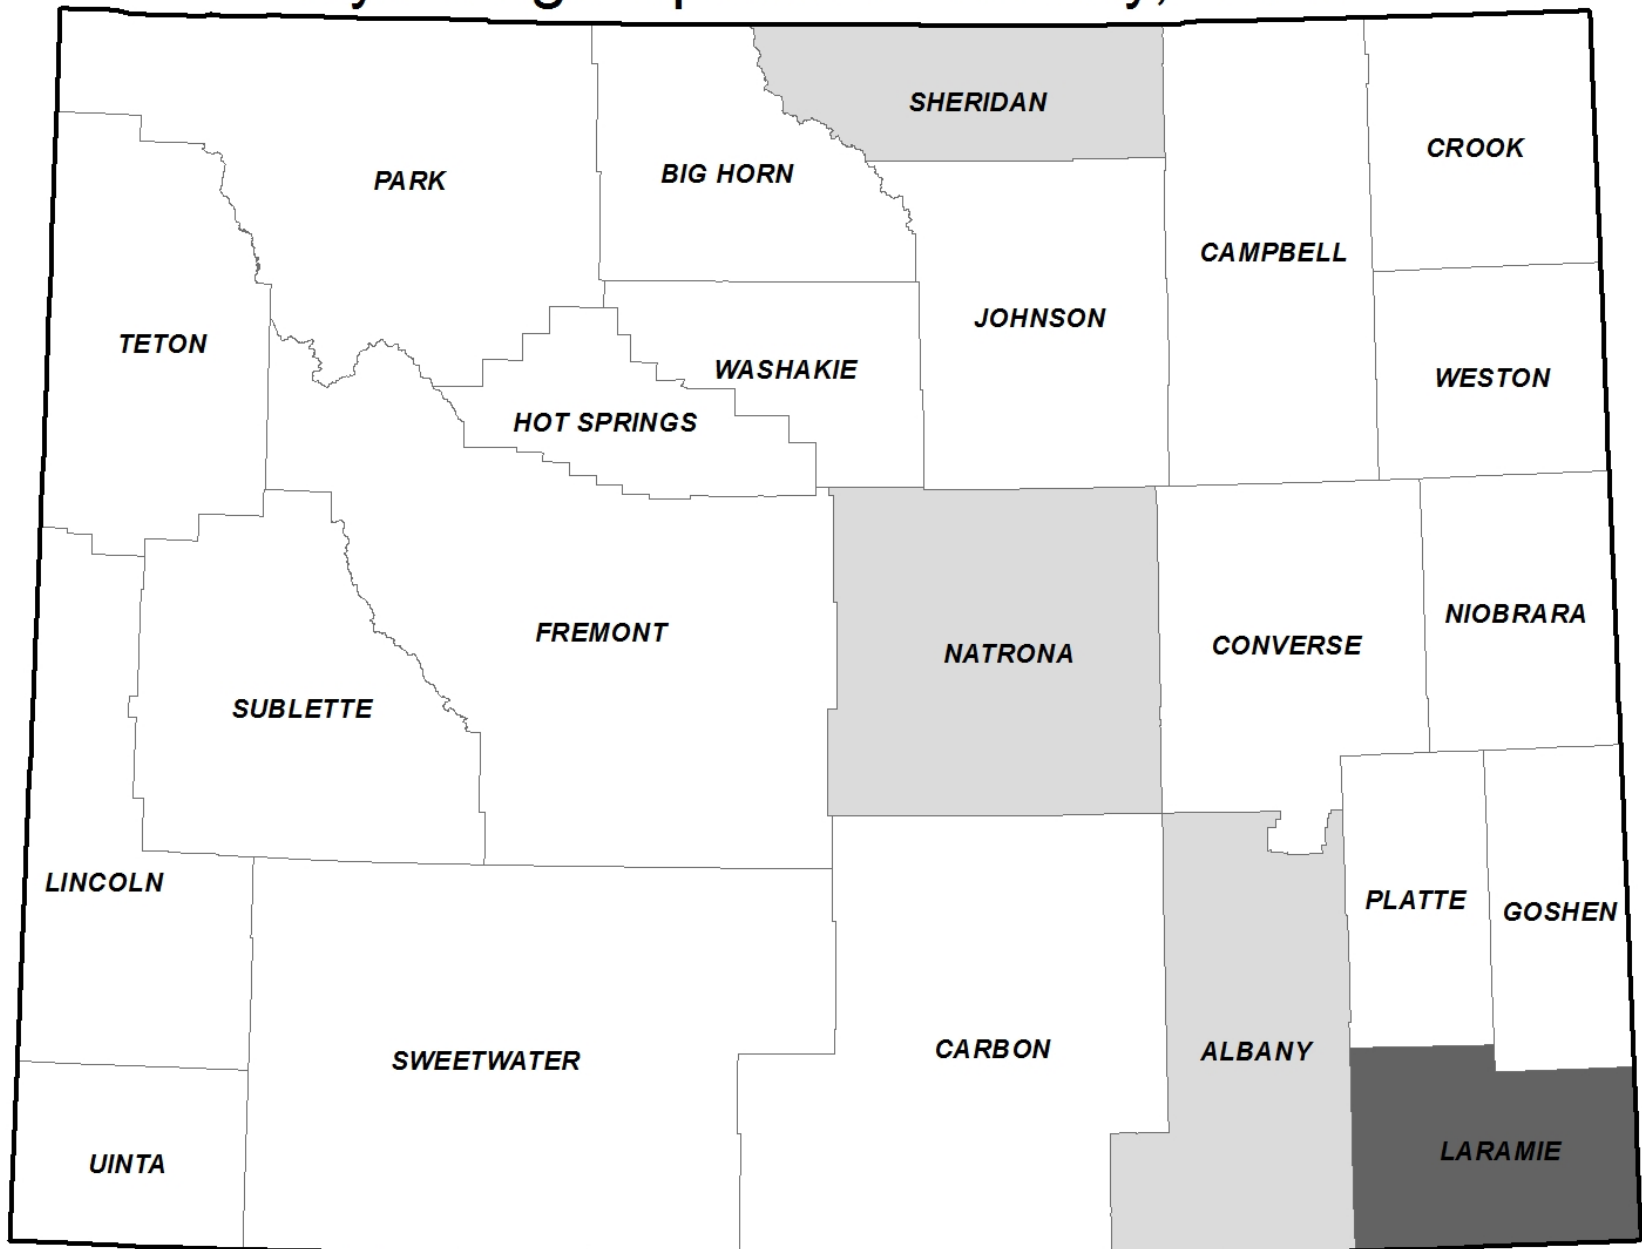 SHERIDAN
CROOK
BIG HORN
PARK
CAMPBELL
JOHNSON
TETON
WASHAKIE
WESTON
HOT SPRINGS
NIOBRARA
FREMONT
CONVERSE
NATRONA
SUBLETTE
LINCOLN
PLATTE
GOSHEN
CARBON
ALBANY
SWEETWATER
LARAMIE
UINTA